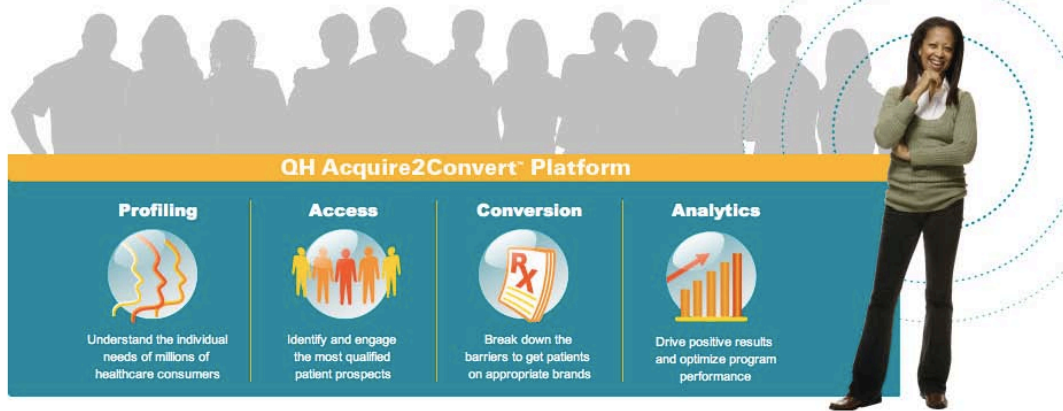 QH Acquire2Convert™ Platform
Profiling
Understand the individual
needs of millions of
healthcare consumers
Access
Identify and engage
the most qualified
patient prospects
Conversion
RX
Break down the
barriers to get patients
on appropriate brands
Analytics
Drive positive results
and optimize program
performance